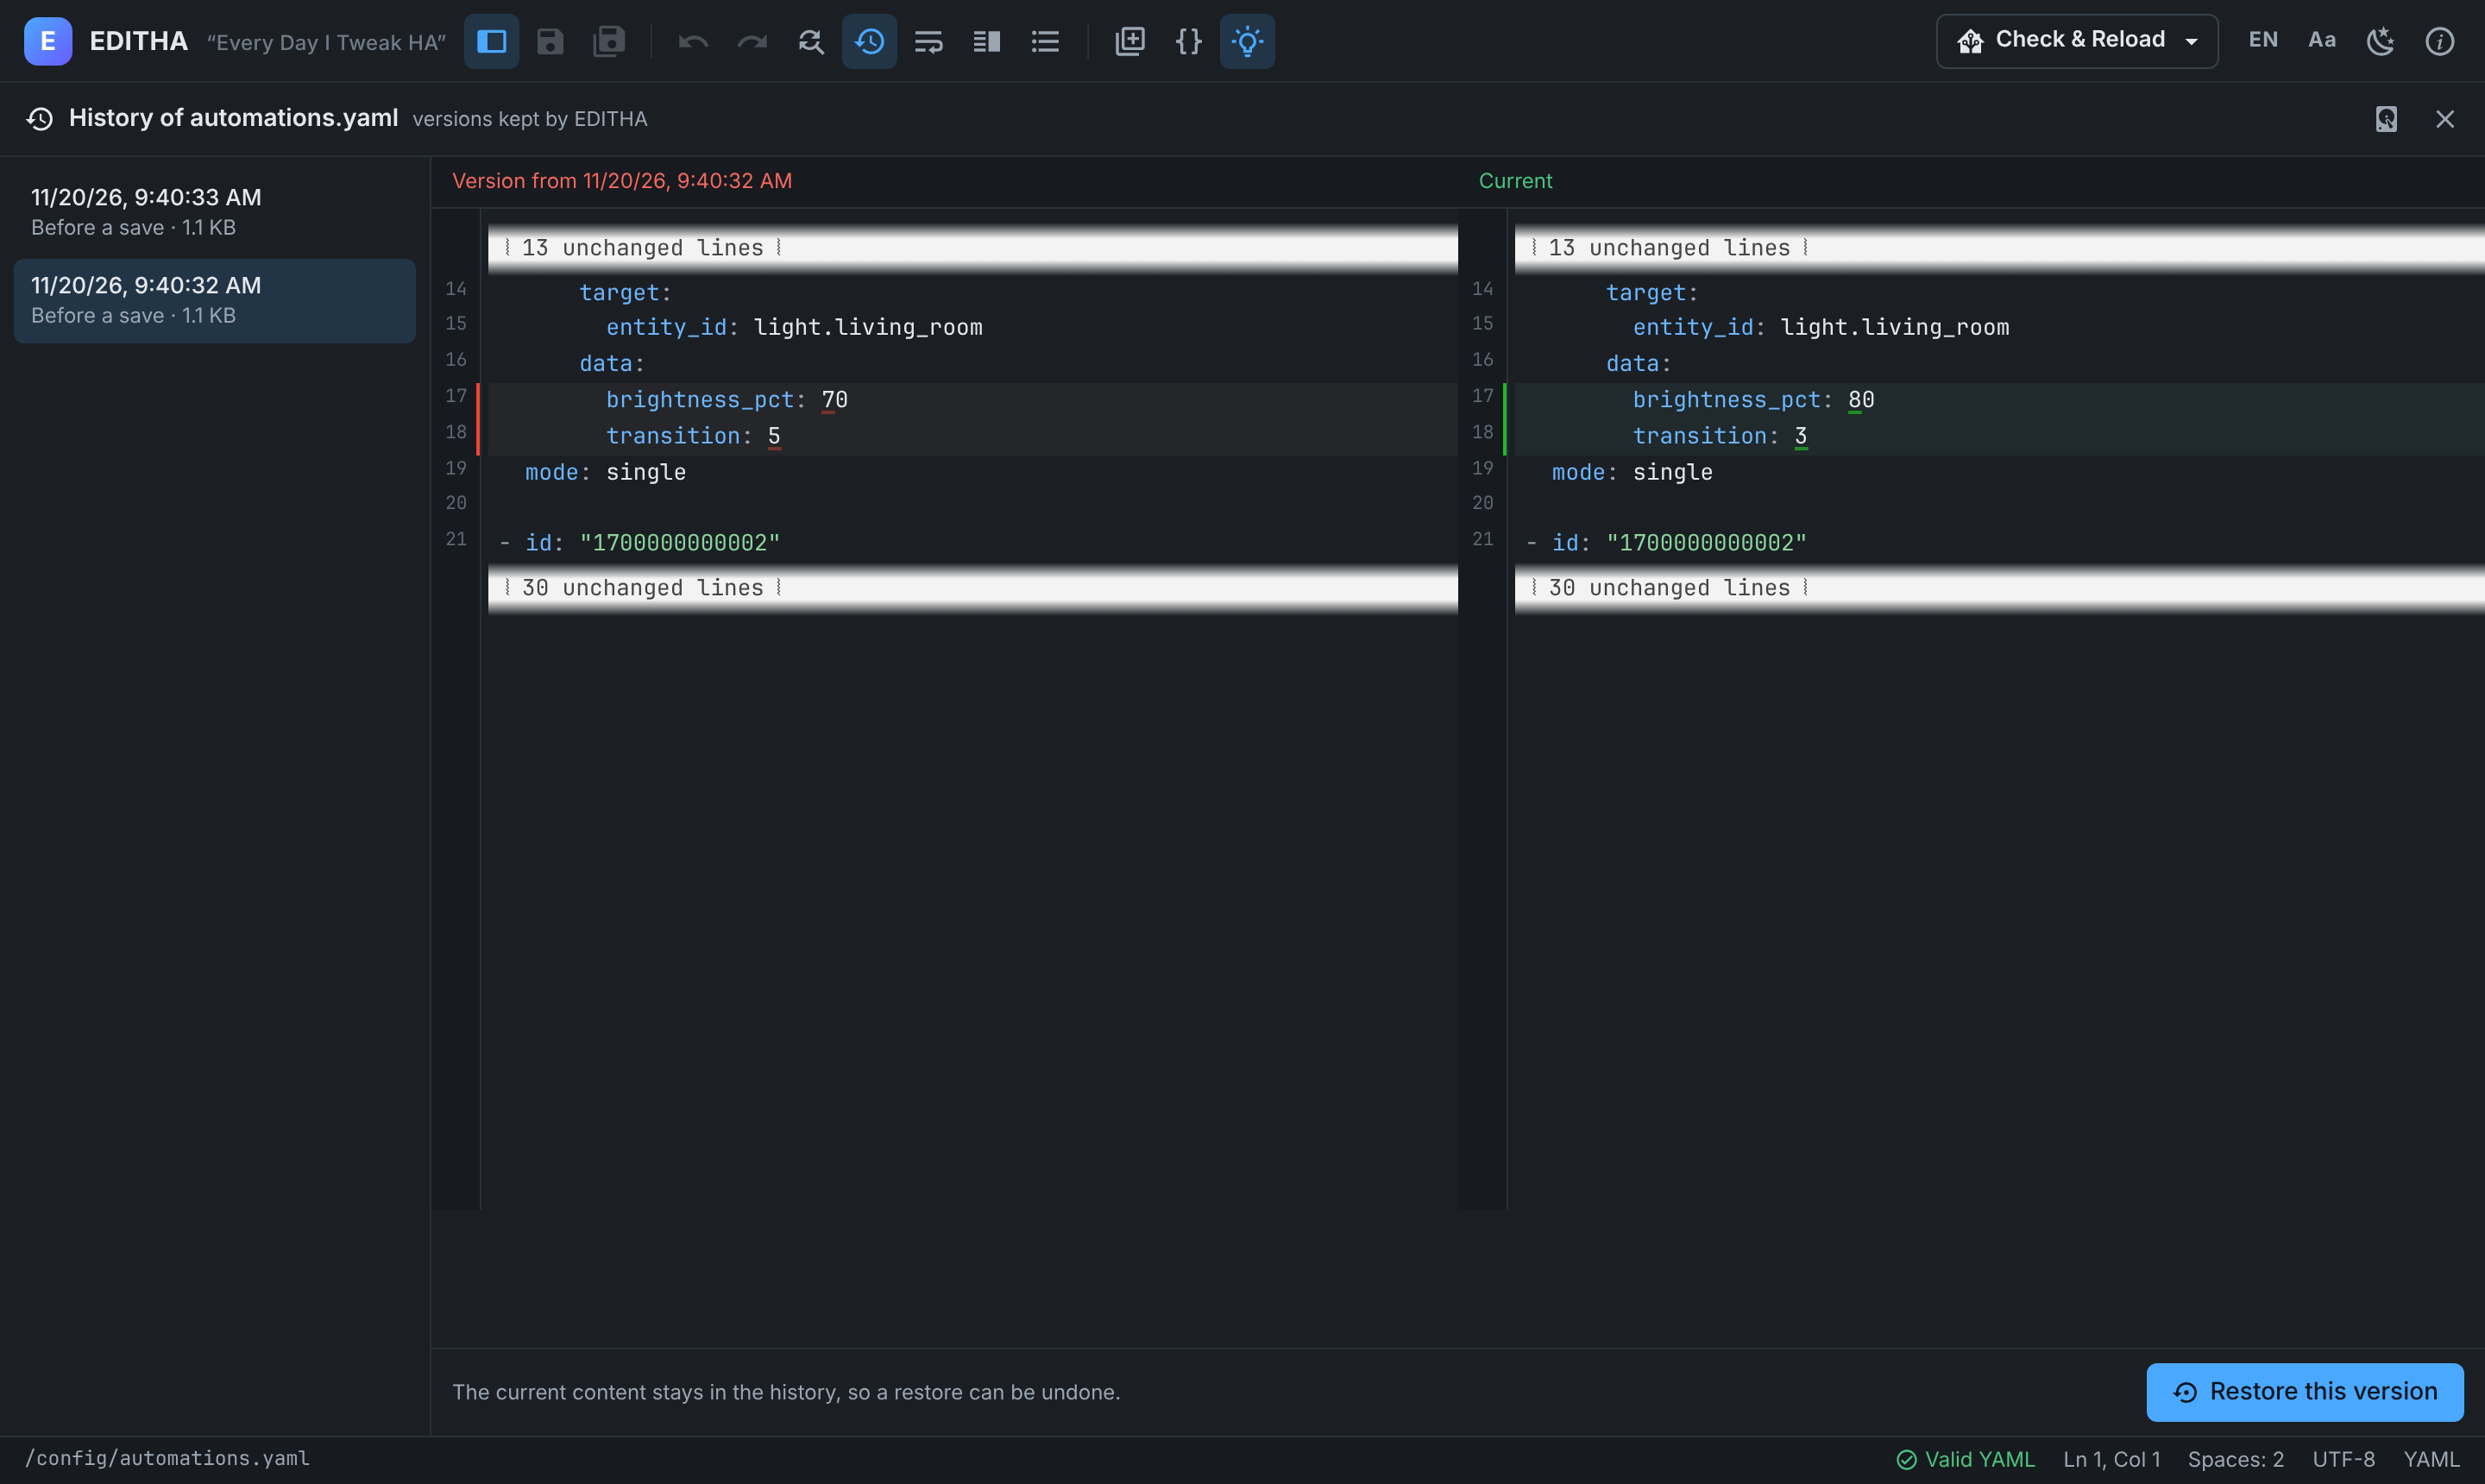 E EDITHA “Every Day I Tweak HA” Check & Reload EN Aa
History of automations.yaml versions kept by EDITHA
11/20/26, 9:40:33 AM
Before a save · 1.1 KB
11/20/26, 9:40:32 AM
Before a save · 1.1 KB
Version from 11/20/26, 9:40:32 AM
13 unchanged lines
14 target:
15 entity_id: light.living_room
16 data:
17 brightness_pct: 70
18 transition: 5
19 mode: single
20
21 - id: "1700000000002"
30 unchanged lines
Current
13 unchanged lines
14 target:
15 entity_id: light.living_room
16 data:
17 brightness_pct: 80
18 transition: 3
19 mode: single
20
21 - id: "1700000000002"
30 unchanged lines
The current content stays in the history, so a restore can be undone.
Restore this version
/config/automations.yaml Valid YAML Ln 1, Col 1 Spaces: 2 UTF-8 YAML